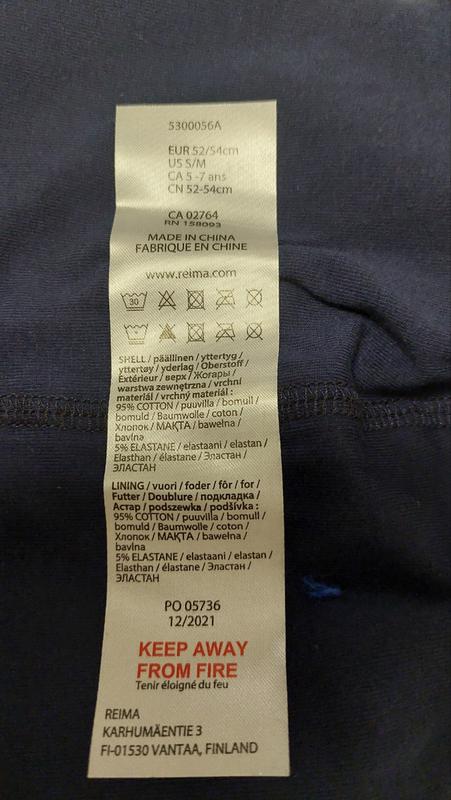 5300056A
EUR 52/54cm
US S/M
CA 5 -7 ans
CN 52-54cm
CA 02764
RN 158093
MADE IN CHINA
FABRIQUE EN CHINE
www.reima.com
30
SHELL / päällinen / yttertyg /
yttertøy / yderlag / Oberstoff /
Extérieur / верх / Жоғары /
warstwa zewnętrzna / vrchní
materiál / vrchný materiál :
95% COTTON / puuvilla / bomull /
bomuld / Baumwolle / coton /
Хлопок / МАҚТА / bawełna /
bavlna
5% ELASTANE / elastaani / elastan /
Elasthan / élastane / Эластан /
ЭЛАСТАН
LINING / vuori / foder / fôr / for /
Futter / Doublure / подкладка /
Астар / podszewka / podšívka :
95% COTTON / puuvilla / bomull /
bomuld / Baumwolle / coton /
Хлопок / МАҚТА / bawełna /
bavlna
5% ELASTANE / elastaani / elastan /
Elasthan / élastane / Эластан /
ЭЛАСТАН
PO 05736
12/2021
KEEP AWAY
FROM FIRE
Tenir éloigné du feu
REIMA
KARHUMÄENTIE 3
FI-01530 VANTAA, FINLAND